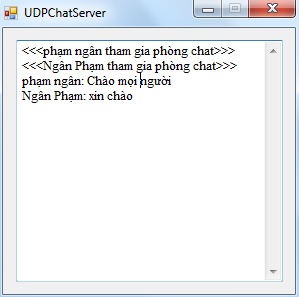 UDPChatServer
<<<phạm ngân tham gia phòng chat>>>
<<<Ngân Phạm tham gia phòng chat>>>
phạm ngân: Chào mọi người
Ngân Phạm: xin chào